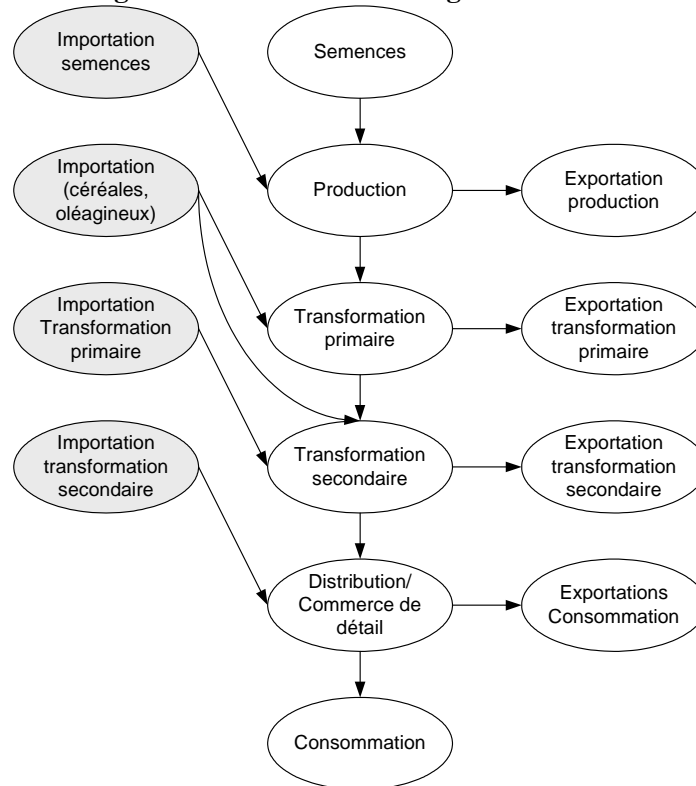 Importation
semences
Semences
Importation
(céréales,
oléagineux)
Production
Exportation
production
Importation
Transformation
primaire
Transformation
primaire
Exportation
transformation
primaire
Importation
transformation
secondaire
Transformation
secondaire
Exportation
transformation
secondaire
Distribution/
Commerce de
détail
Exportations
Consommation
Consommation